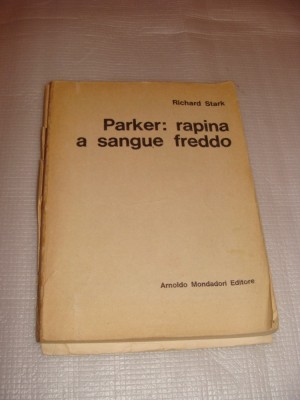 Richard Stark
Parker: rapina
a sangue freddo
Arnoldo Mondadori Editore